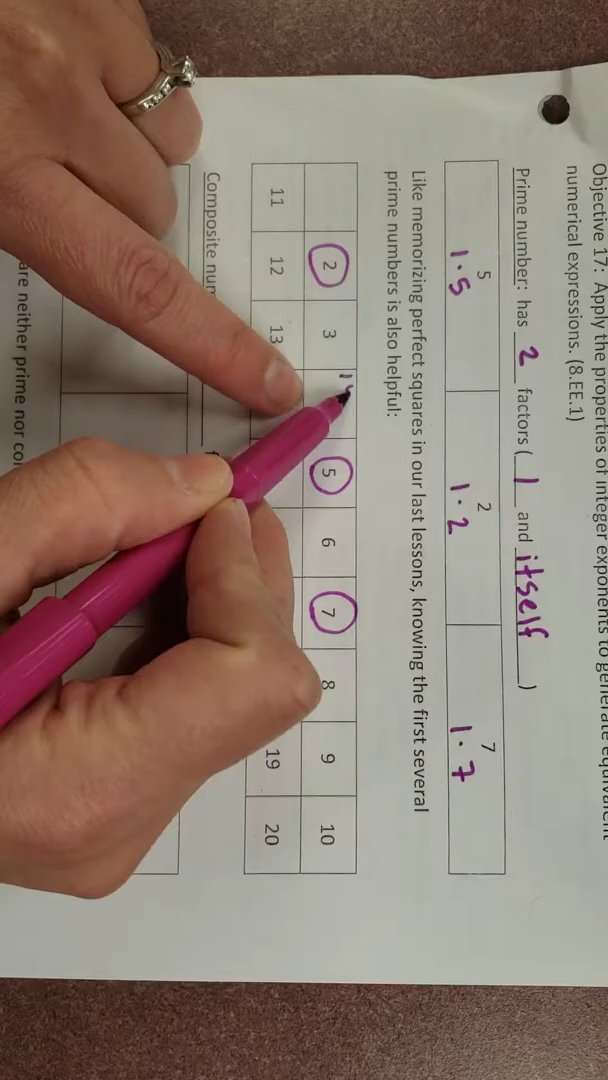 Objective 17: Apply the properties of integer exponents to generate equivalent
numerical expressions. (8.EE.1)
Prime number: has 2 factors ( 1 and itself )
5 2 7
1·5 1·2 1·7
Like memorizing perfect squares in our last lessons, knowing the first several
prime numbers is also helpful:
2 3 5 6 7 8 9 10
11 12 13 19 20
Composite
are neither prime nor